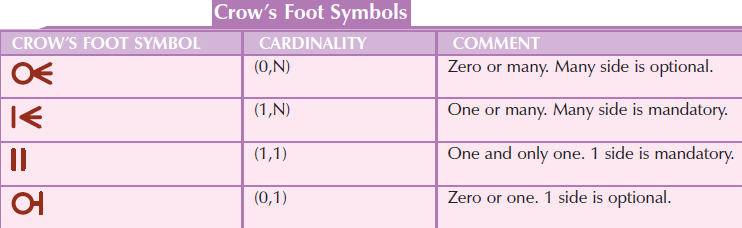 Crow's Foot Symbols
CROW'S FOOT SYMBOL CARDINALITY COMMENT
(0,N) Zero or many. Many side is optional.
(1,N) One or many. Many side is mandatory.
(1,1) One and only one. 1 side is mandatory.
(0,1) Zero or one. 1 side is optional.